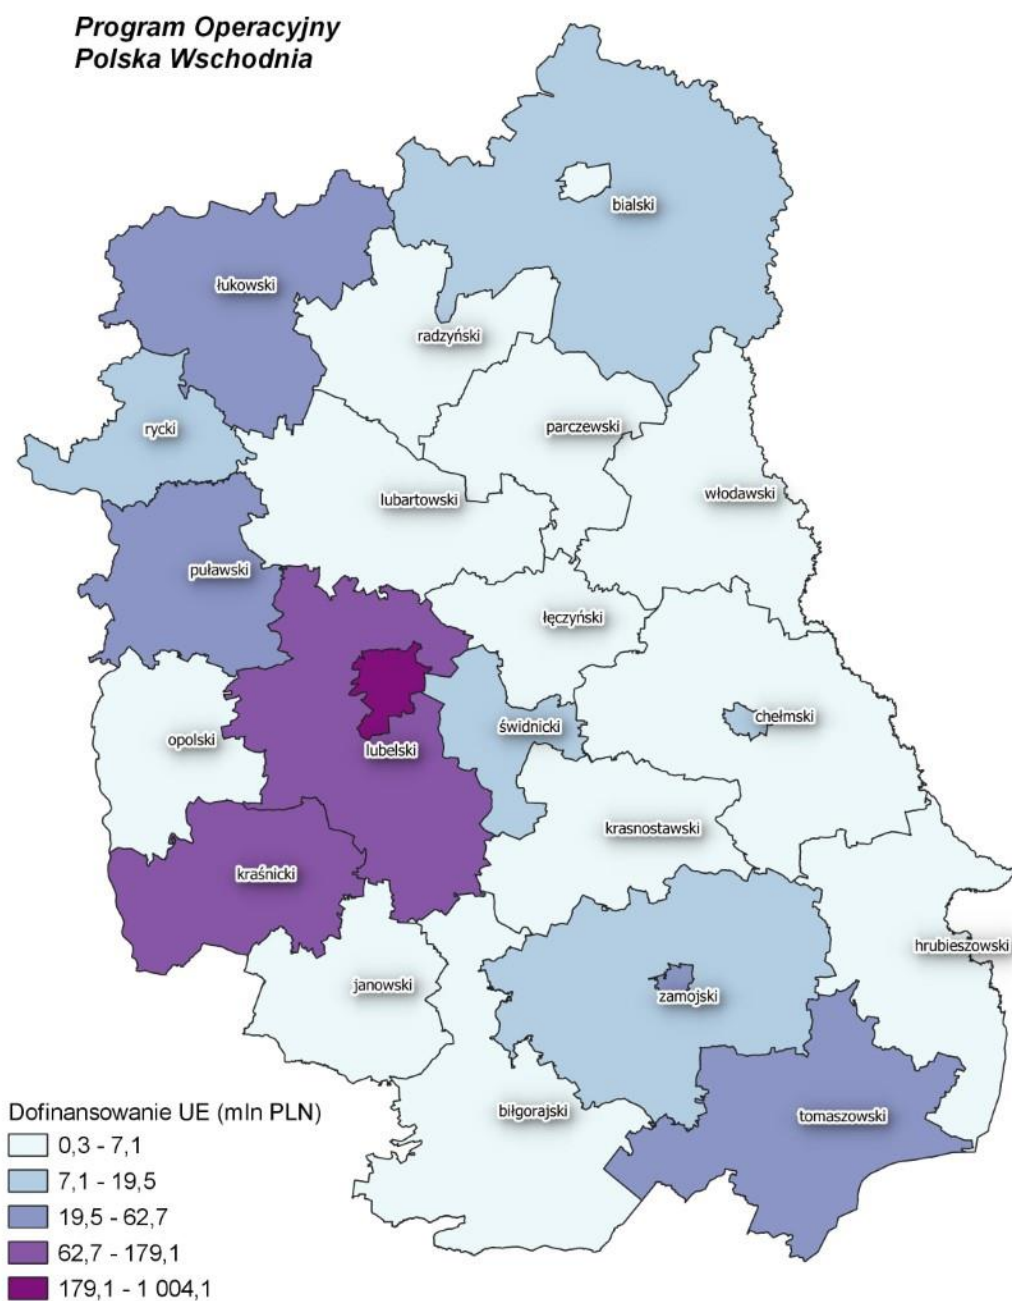 Program Operacyjny
Polska Wschodnia
bialski
łukowski
radzyński
parczewski
rycki
włodawski
lubartowski
puławski
łęczyński
chełmski
świdnicki
opolski
lubelski
krasnostawski
kraśnicki
hrubieszowski
janowski
zamojski
biłgorajski
tomaszowski
Dofinansowanie UE (mln PLN)
0,3 - 7,1
7,1 - 19,5
19,5 - 62,7
62,7 - 179,1
179,1 - 1 004,1